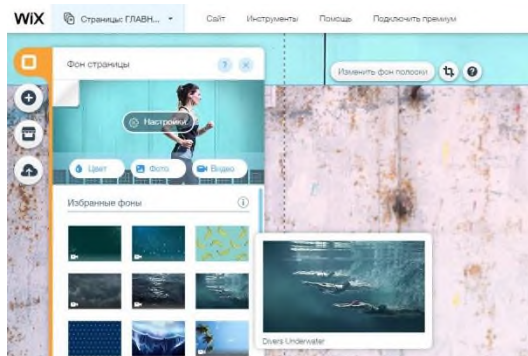 WiX Страницы: ГЛАВН... Сайт Инструменты Помощь Подключить премиум
Фон страницы ? ×
Изменить фон полоски ?
Настройки
Цвет Фото Видео
Избранные фоны i
Divers Underwater